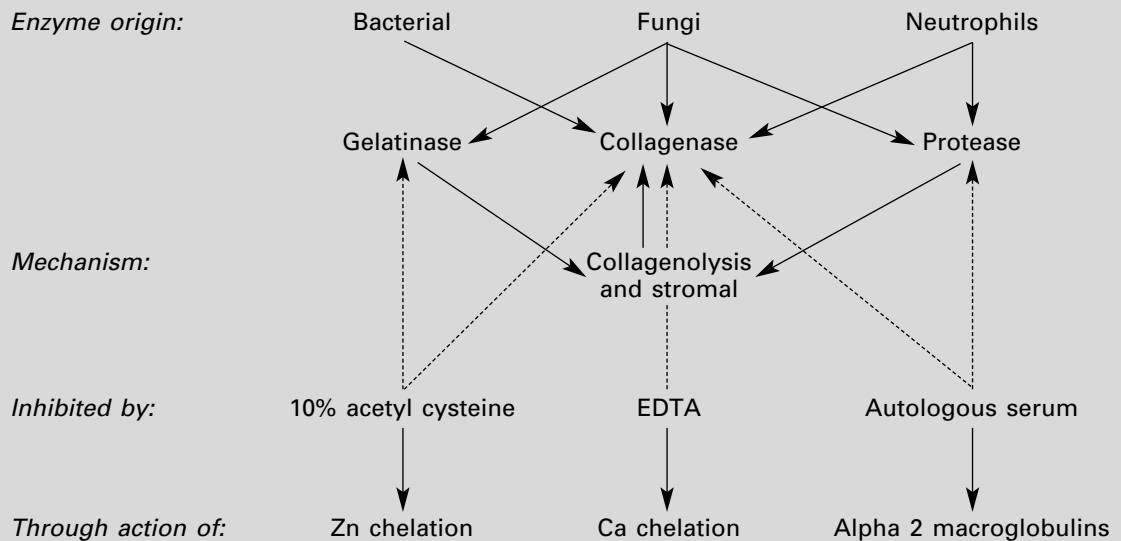 Enzyme origin: Bacterial Fungi Neutrophils
Gelatinase Collagenase Protease
Mechanism: Collagenolysis
and stromal
Inhibited by: 10% acetyl cysteine EDTA Autologous serum
Through action of: Zn chelation Ca chelation Alpha 2 macroglobulins